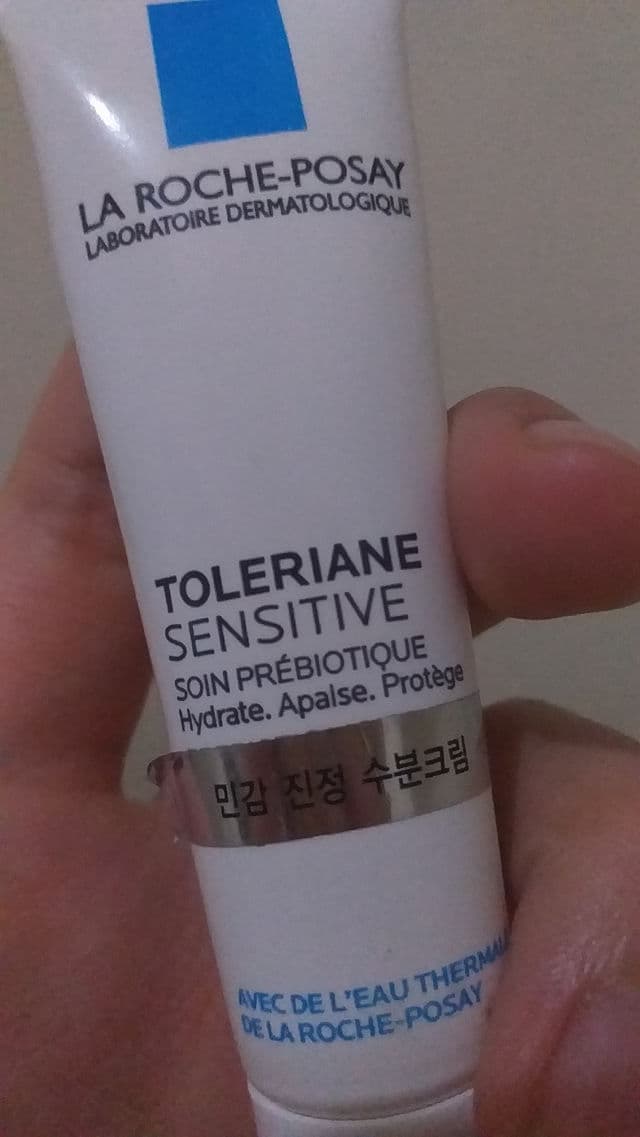 LA ROCHE-POSAY
LABORATOIRE DERMATOLOGIQUE
TOLERIANE
SENSITIVE
SOIN PRÉBIOTIQUE
Hydrate. Apaise. Protège
민감 진정 수분크림
AVEC DE L'EAU THERMALE
DE LA ROCHE-POSAY